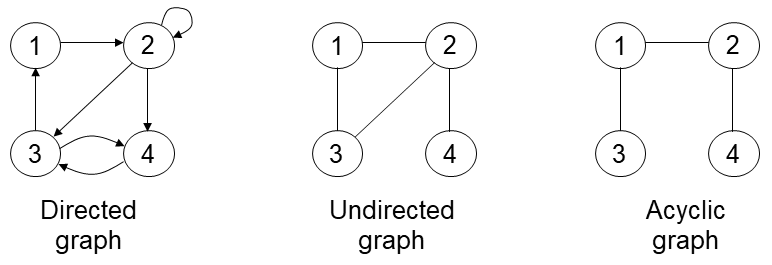 1 2
3 4
Directed
graph
1 2
3 4
Undirected
graph
1 2
3 4
Acyclic
graph